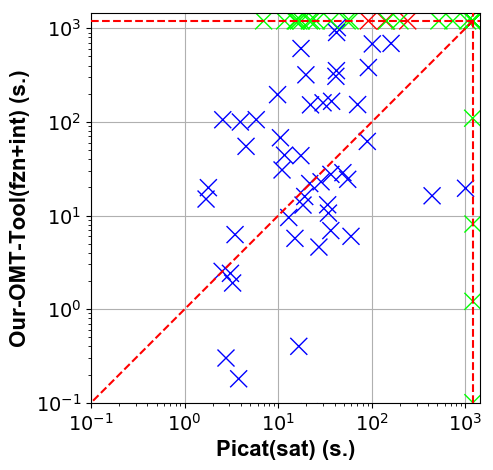 Our-OMT-Tool(fzn+int) (s.)
10³
10²
10¹
10⁰
10⁻¹
10⁻¹ 10⁰ 10¹ 10² 10³
Picat(sat) (s.)